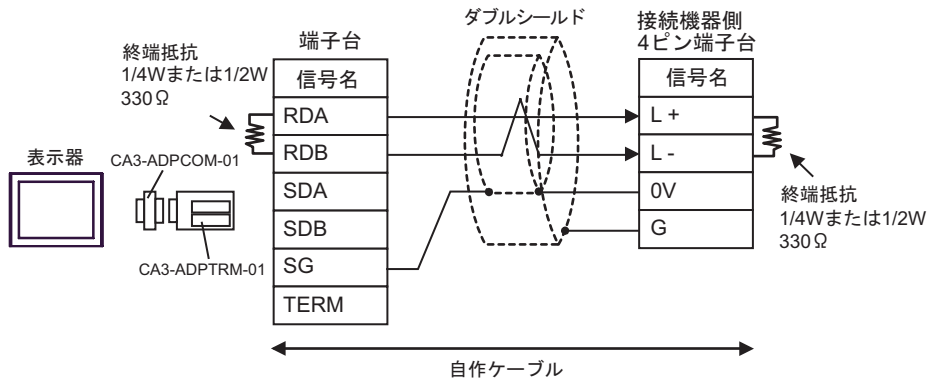 ダブルシールド
終端抵抗
1/4Wまたは1/2W
330Ω
端子台
接続機器側
4ピン端子台
信号名
RDA
RDB
SDA
SDB
SG
TERM
信号名
L +
L -
0V
G
表示器
CA3-ADPCOM-01
CA3-ADPTRM-01
終端抵抗
1/4Wまたは1/2W
330Ω
自作ケーブル